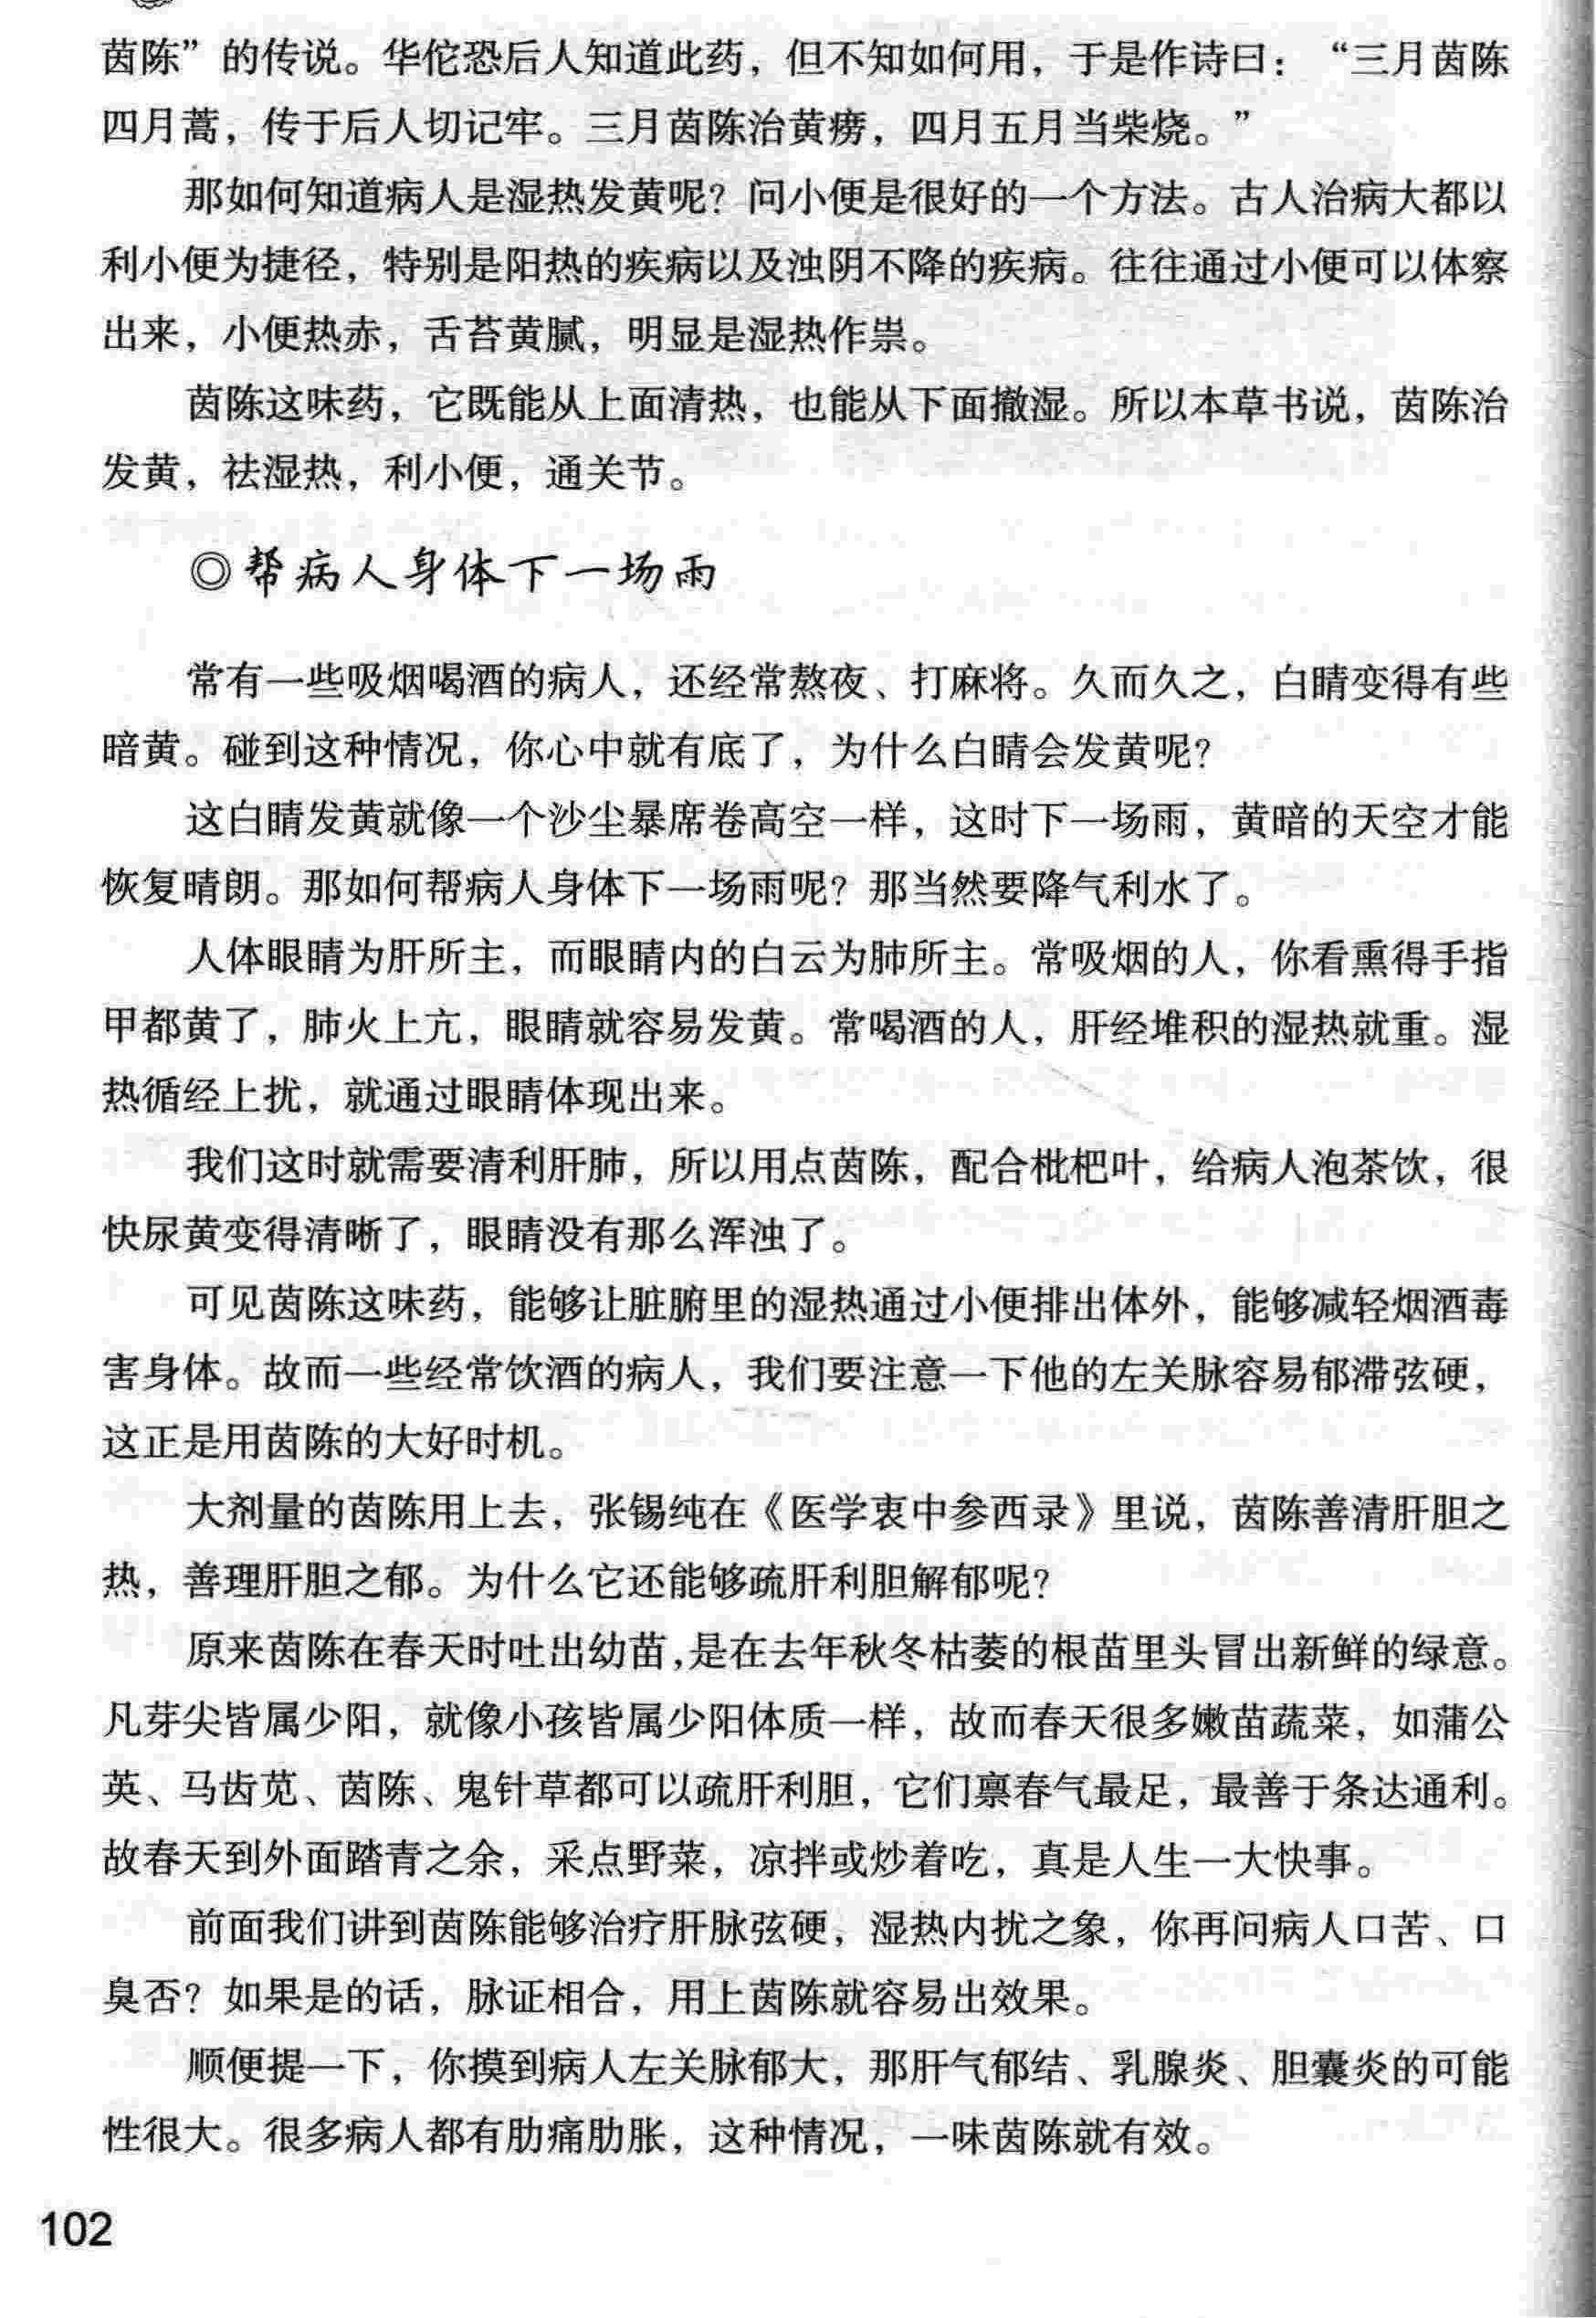 茵陈”的传说。华佗恐后人知道此药，但不知如何用，于是作诗曰：“三月茵陈
四月蒿，传于后人切记牢。三月茵陈治黄痨，四月五月当柴烧。”
那如何知道病人是湿热发黄呢？问小便是很好的一个方法。古人治病大都以
利小便为捷径，特别是阳热的疾病以及浊阴不降的疾病。往往通过小便可以体察
出来，小便热赤，舌苔黄腻，明显是湿热作祟。
茵陈这味药，它既能从上面清热，也能从下面撤湿。所以本草书说，茵陈治
发黄，祛湿热，利小便，通关节。
◎帮病人身体下一场雨
常有一些吸烟喝酒的病人，还经常熬夜、打麻将。久而久之，白睛变得有些
暗黄。碰到这种情况，你心中就有底了，为什么白睛会发黄呢？
这白睛发黄就像一个沙尘暴席卷高空一样，这时下一场雨，黄暗的天空才能
恢复晴朗。那如何帮病人身体下一场雨呢？那当然要降气利水了。
人体眼睛为肝所主，而眼睛内的白云为肺所主。常吸烟的人，你看熏得手指
甲都黄了，肺火上亢，眼睛就容易发黄。常喝酒的人，肝经堆积的湿热就重。湿
热循经上扰，就通过眼睛体现出来。
我们这时就需要清利肝肺，所以用点茵陈，配合枇杷叶，给病人泡茶饮，很
快尿黄变得清晰了，眼睛没有那么浑浊了。
可见茵陈这味药，能够让脏腑里的湿热通过小便排出体外，能够减轻烟酒毒
害身体。故而一些经常饮酒的病人，我们要注意一下他的左关脉容易郁滞弦硬，
这正是用茵陈的大好时机。
大剂量的茵陈用上去，张锡纯在《医学衷中参西录》里说，茵陈善清肝胆之
热，善理肝胆之郁。为什么它还能够疏肝利胆解郁呢？
原来茵陈在春天时吐出幼苗，是在去年秋冬枯萎的根苗里头冒出新鲜的绿意。
凡芽尖皆属少阳，就像小孩皆属少阳体质一样，故而春天很多嫩苗蔬菜，如蒲公
英、马齿苋、茵陈、鬼针草都可以疏肝利胆，它们禀春气最足，最善于条达通利。
故春天到外面踏青之余，采点野菜，凉拌或炒着吃，真是人生一大快事。
前面我们讲到茵陈能够治疗肝脉弦硬，湿热内扰之象，你再问病人口苦、口
臭否？如果是的话，脉证相合，用上茵陈就容易出效果。
顺便提一下，你摸到病人左关脉郁大，那肝气郁结、乳腺炎、胆囊炎的可能
性很大。很多病人都有肋痛肋胀，这种情况，一味茵陈就有效。
102